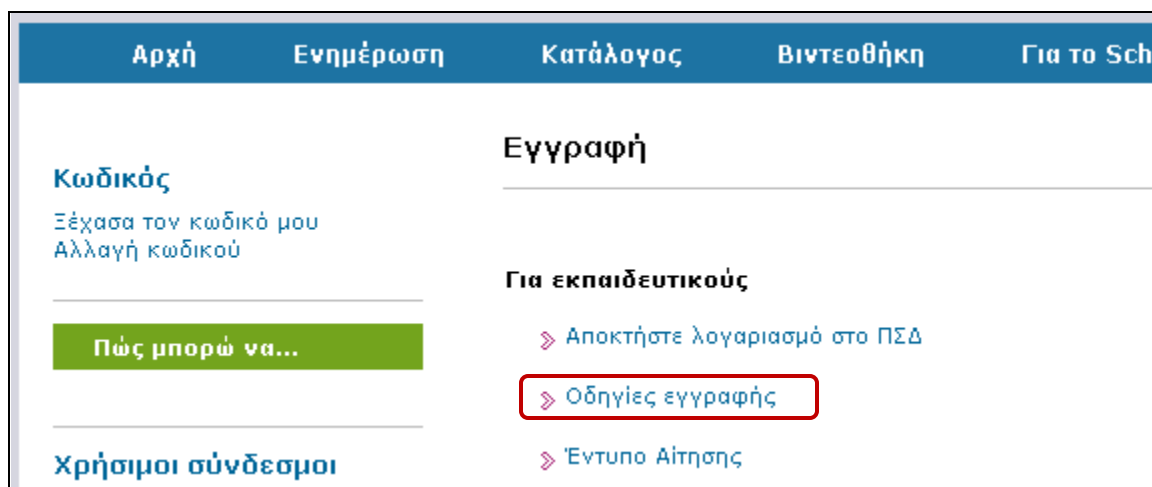 Αρχή Ενημέρωση Κατάλογος Βιντεοθήκη Για το Sch
Εγγραφή
Κωδικός
Ξέχασα τον κωδικό μου
Αλλαγή κωδικού
Πώς μπορώ να...
Χρήσιμοι σύνδεσμοι
Για εκπαιδευτικούς
Αποκτήστε λογαριασμό στο ΠΣΔ
Οδηγίες εγγραφής
Έντυπο Αίτησης